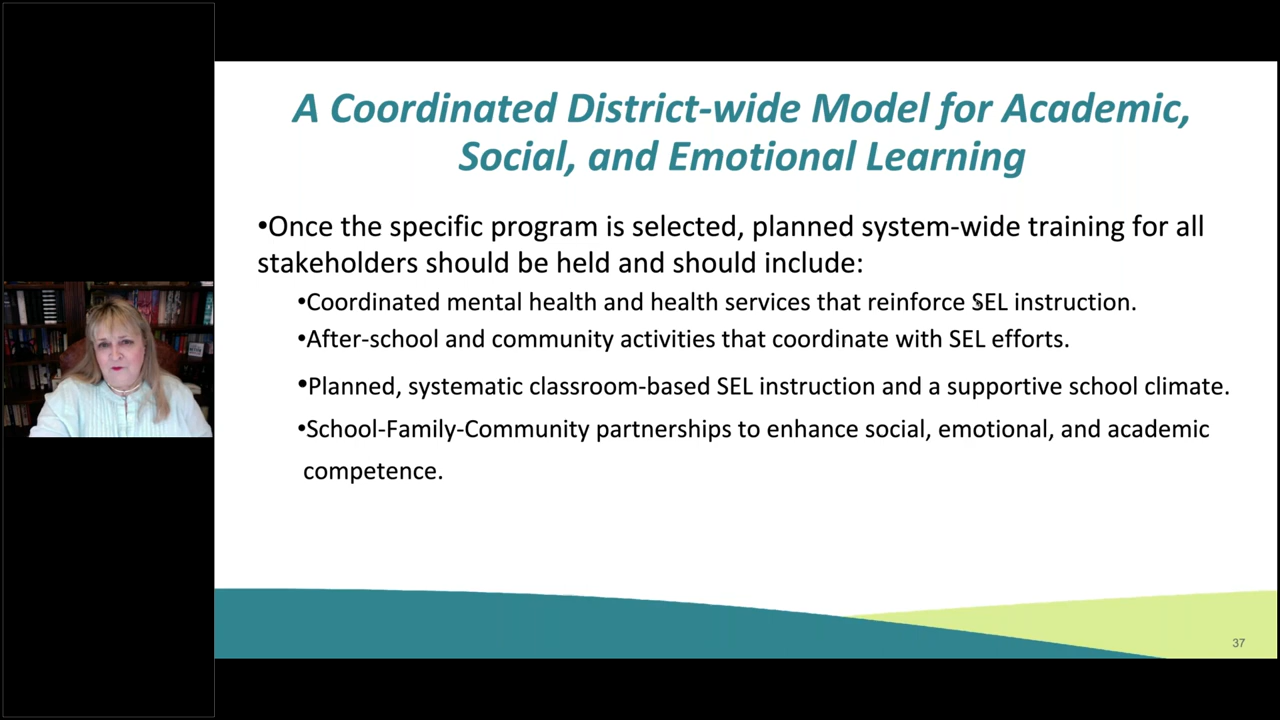 A Coordinated District-wide Model for Academic,
Social, and Emotional Learning
•Once the specific program is selected, planned system-wide training for all
stakeholders should be held and should include:
•Coordinated mental health and health services that reinforce SEL instruction.
•After-school and community activities that coordinate with SEL efforts.
•Planned, systematic classroom-based SEL instruction and a supportive school climate.
•School-Family-Community partnerships to enhance social, emotional, and academic
competence.
37